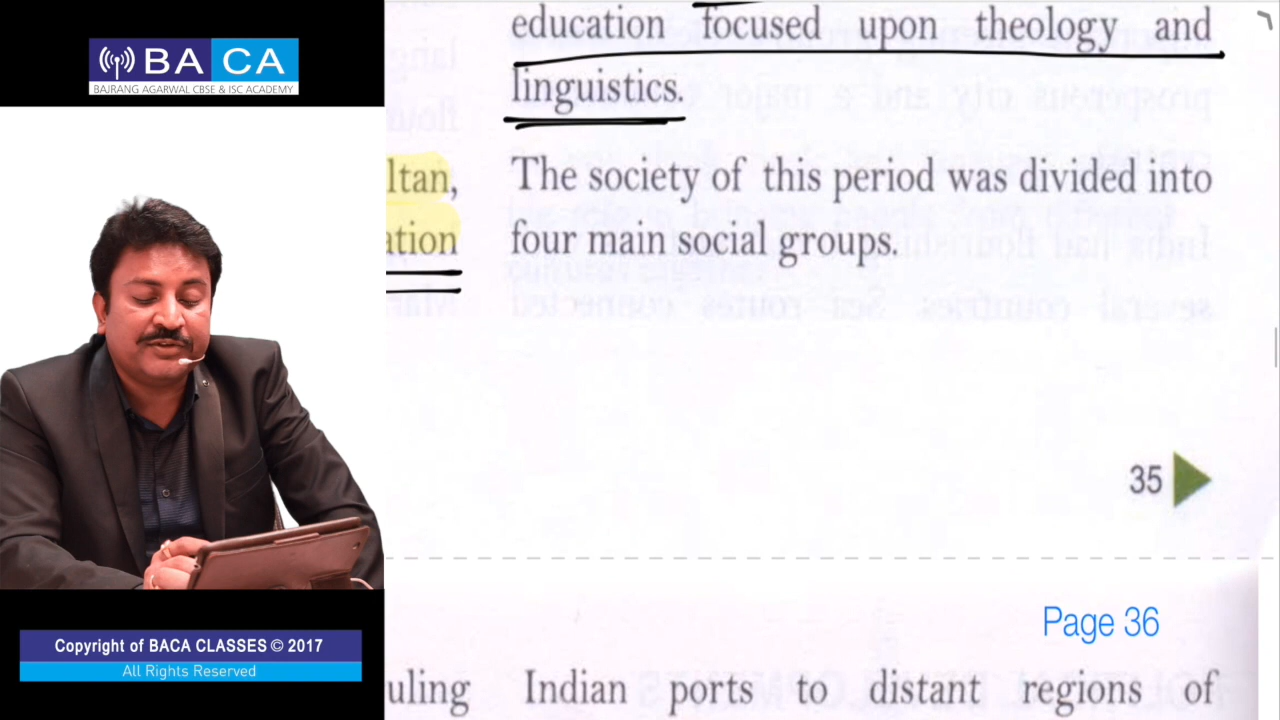 BACA
BAJRANG AGARWAL CBSE & ISC ACADEMY
education focused upon theology and
linguistics.
ltan,
ation
The society of this period was divided into
four main social groups.
35
Page 36
uling
Indian ports to distant regions of
Copyright of BACA CLASSES © 2017
All Rights Reserved